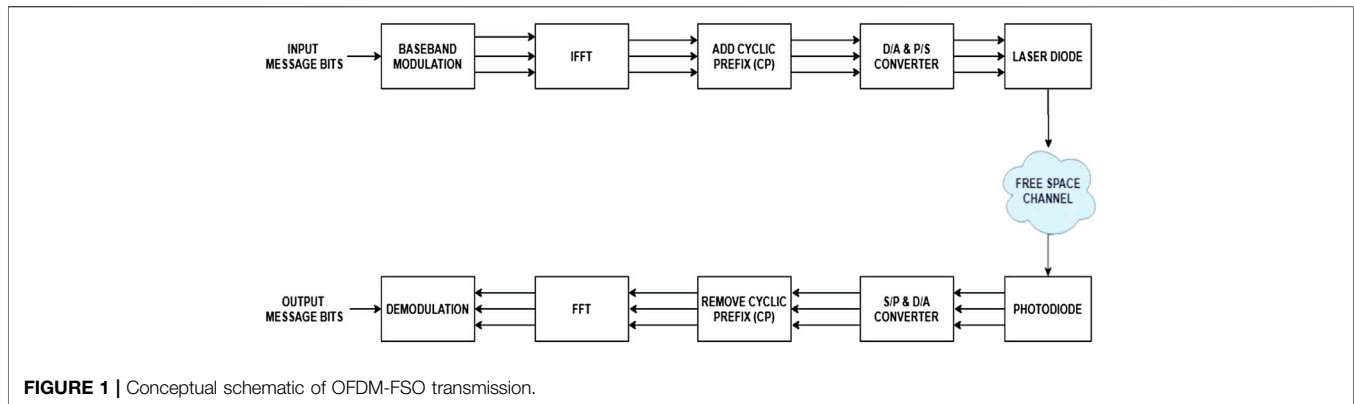 INPUT
MESSAGE BITS
BASEBAND
MODULATION
IFFT
ADD CYCLIC
PREFIX (CP)
D/A & P/S
CONVERTER
LASER DIODE
FREE SPACE
CHANNEL
OUTPUT
MESSAGE BITS
DEMODULATION
FFT
REMOVE CYCLIC
PREFIX (CP)
S/P & D/A
CONVERTER
PHOTODIODE
FIGURE 1 | Conceptual schematic of OFDM-FSO transmission.